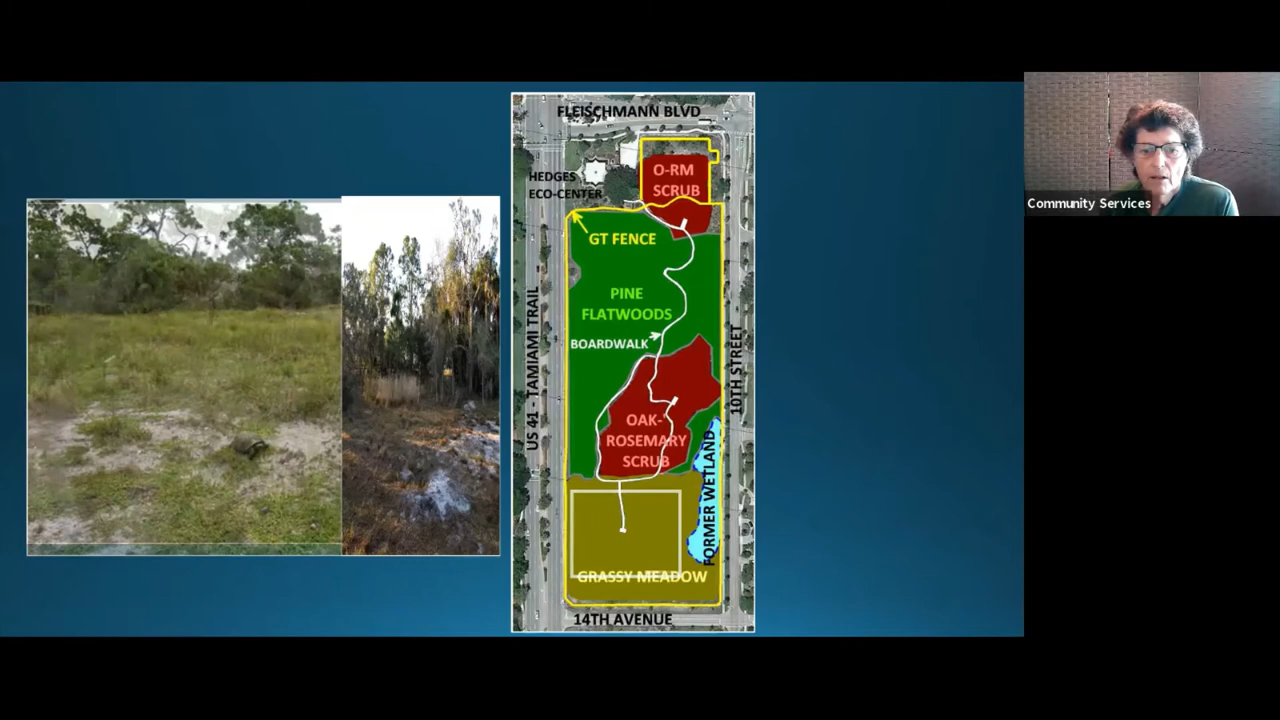 FLEISCHMANN BLVD
O-RM
SCRUB
HEDGES
ECO-CENTER
GT FENCE
PINE
FLATWOODS
BOARDWALK
US 41 - TAMIAMI TRAIL
10TH STREET
OAK-
ROSEMARY
SCRUB
FORMER WETLAND
GRASSY MEADOW
14TH AVENUE
Community Services